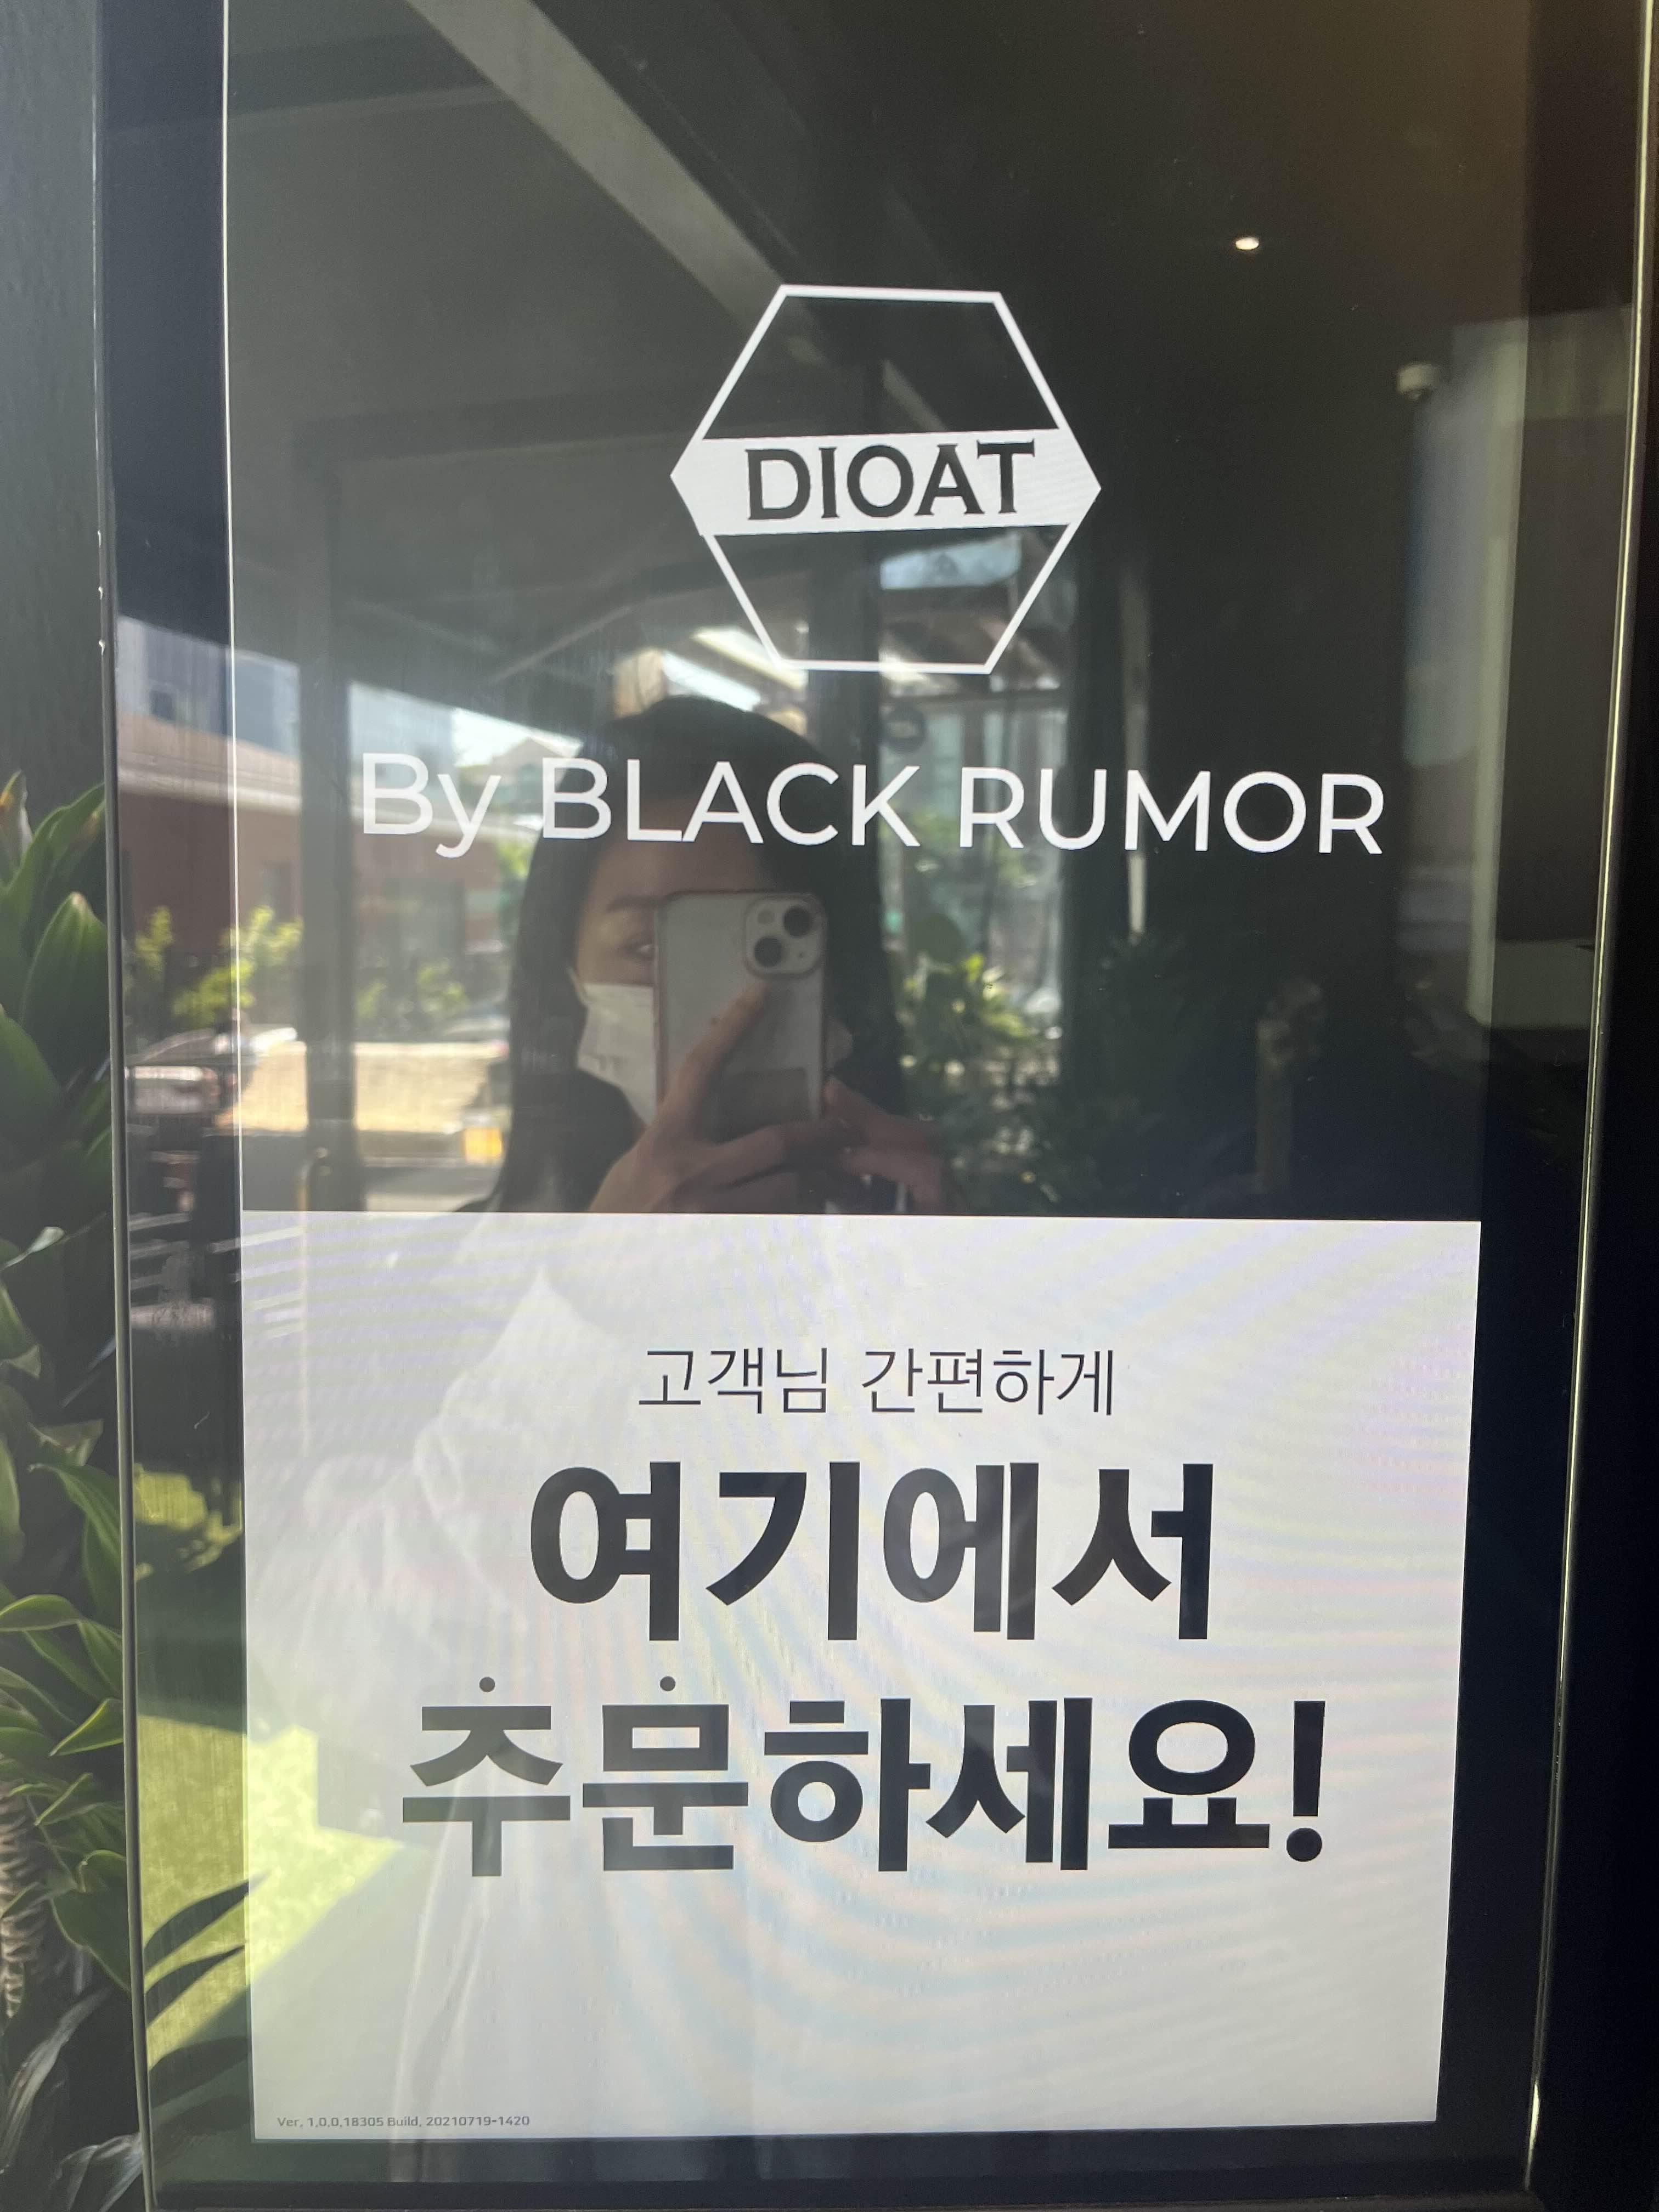 DIOAT
By BLACK RUMOR
고객님 간편하게
여기에서
주문하세요!
Ver. 1.0.0.18305 Build. 20210719-1420